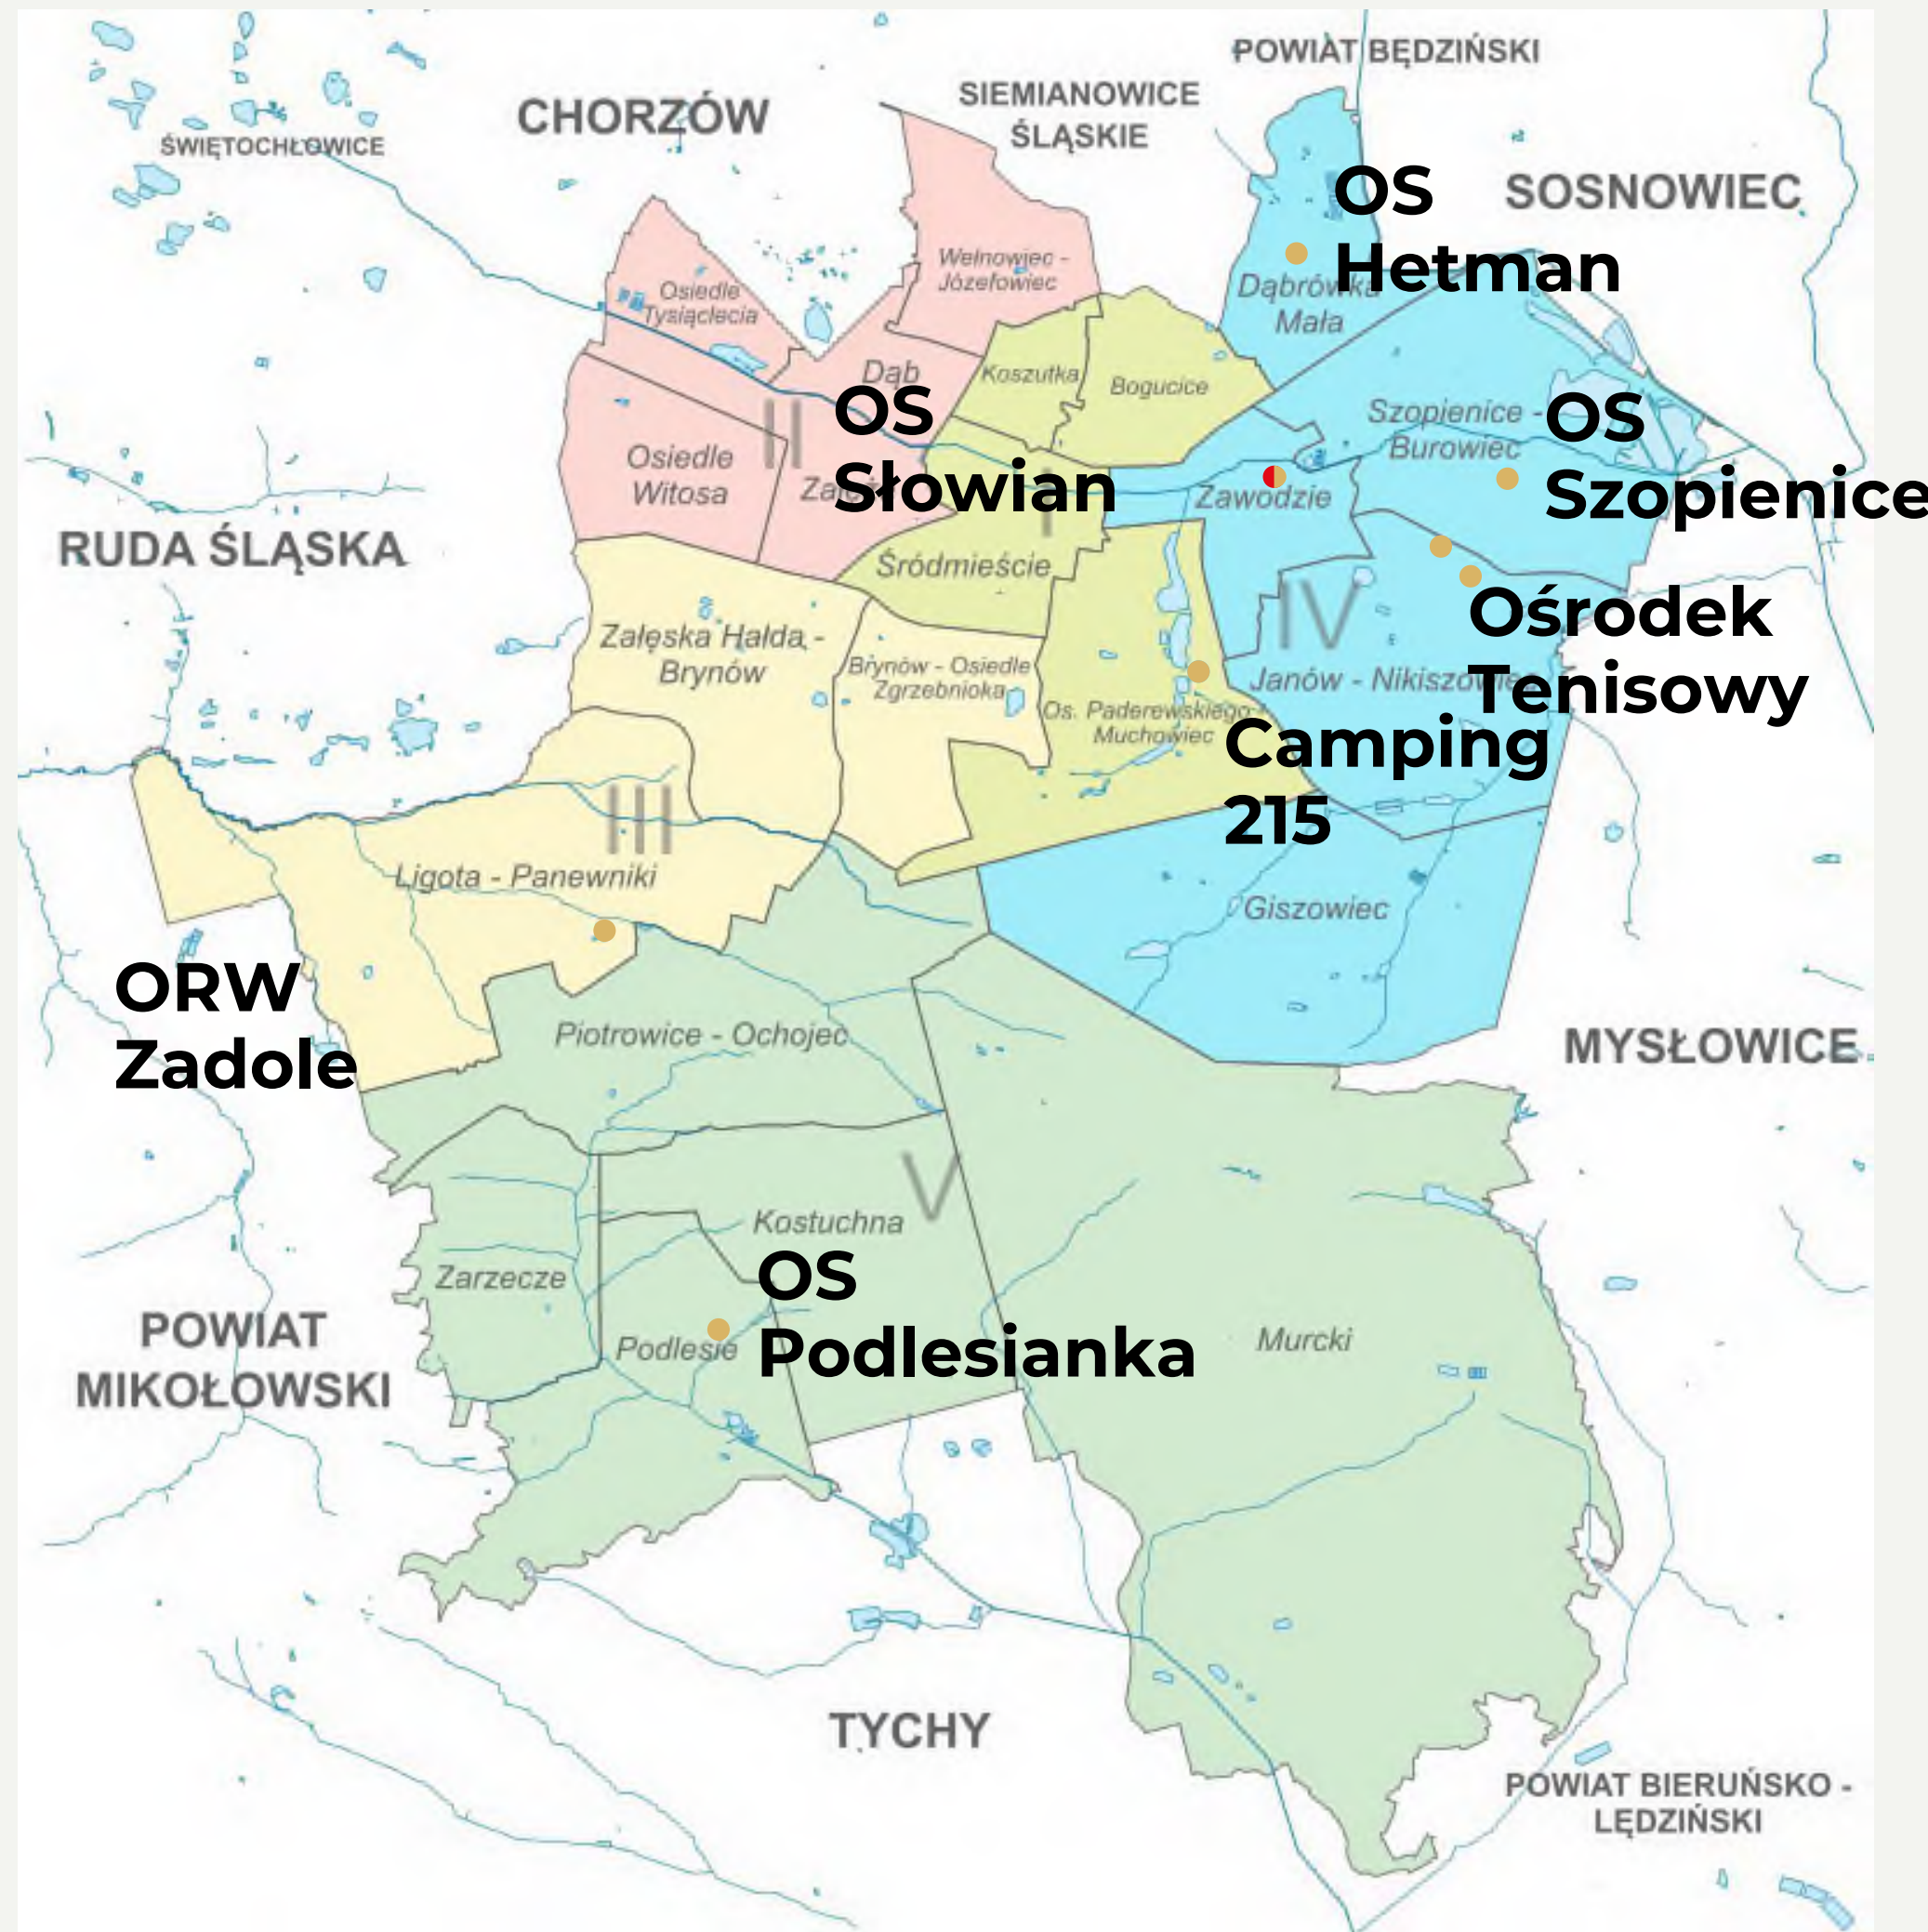 POWIAT BĘDZIŃSKI
SIEMIANOWICE
ŚLĄSKIE
CHORZÓW
ŚWIĘTOCHŁOWICE
SOSNOWIEC
OS
Hetman
Wełnowiec -
Józefowiec
Osiedle
Tysiąclecia
Dąbrówka
Mała
Dąb
Koszutka
Bogucice
OS
Słowian
II
Szopienice -
Burowiec
OS
Szopienice
Osiedle
Witosa
Zawodzie
I
RUDA ŚLĄSKA
Śródmieście
IV
Ośrodek
Tenisowy
Załęska Hałda -
Brynów
Brynów - Osiedle
Zgrzebnioka
Janów - Nikiszowiec
Os. Paderewskiego -
Muchowiec
Camping
215
III
Ligota - Panewniki
Giszowiec
ORW
Zadole
Piotrowice - Ochojec
MYSŁOWICE
V
Kostuchna
Zarzecze
OS
Podlesianka
Podlesie
Murcki
POWIAT
MIKOŁOWSKI
TYCHY
POWIAT BIERUŃSKO -
LĘDZIŃSKI